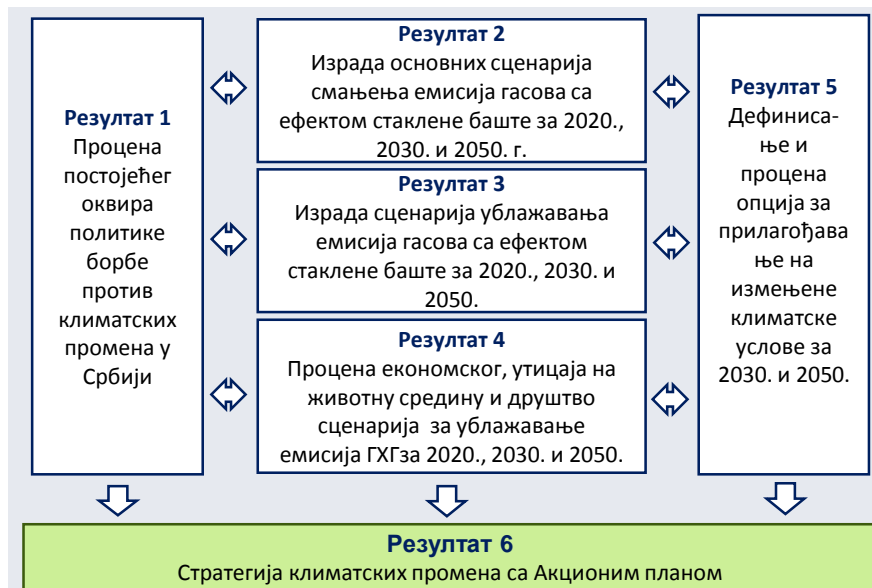 Резултат 1
Процена
постојећег
оквира
политике
борбе
против
климатских
промена у
Србији
Резултат 2
Израда основних сценарија
смањења емисија гасова са
ефектом стаклене баште за 2020.,
2030. и 2050. г.
Резултат 3
Израда сценарија ублажавања
емисија гасова са ефектом
стаклене баште за 2020., 2030. и
2050.
Резултат 4
Процена економског, утицаја на
животну средину и друштво
сценарија за ублажавање
емисија ГХГза 2020., 2030. и 2050.
Резултат 5
Дефиниса-
ње и
процена
опција за
прилагођава
ње на
измењене
климатске
услове за
2030. и 2050.
Резултат 6
Стратегија климатских промена са Акционим планом